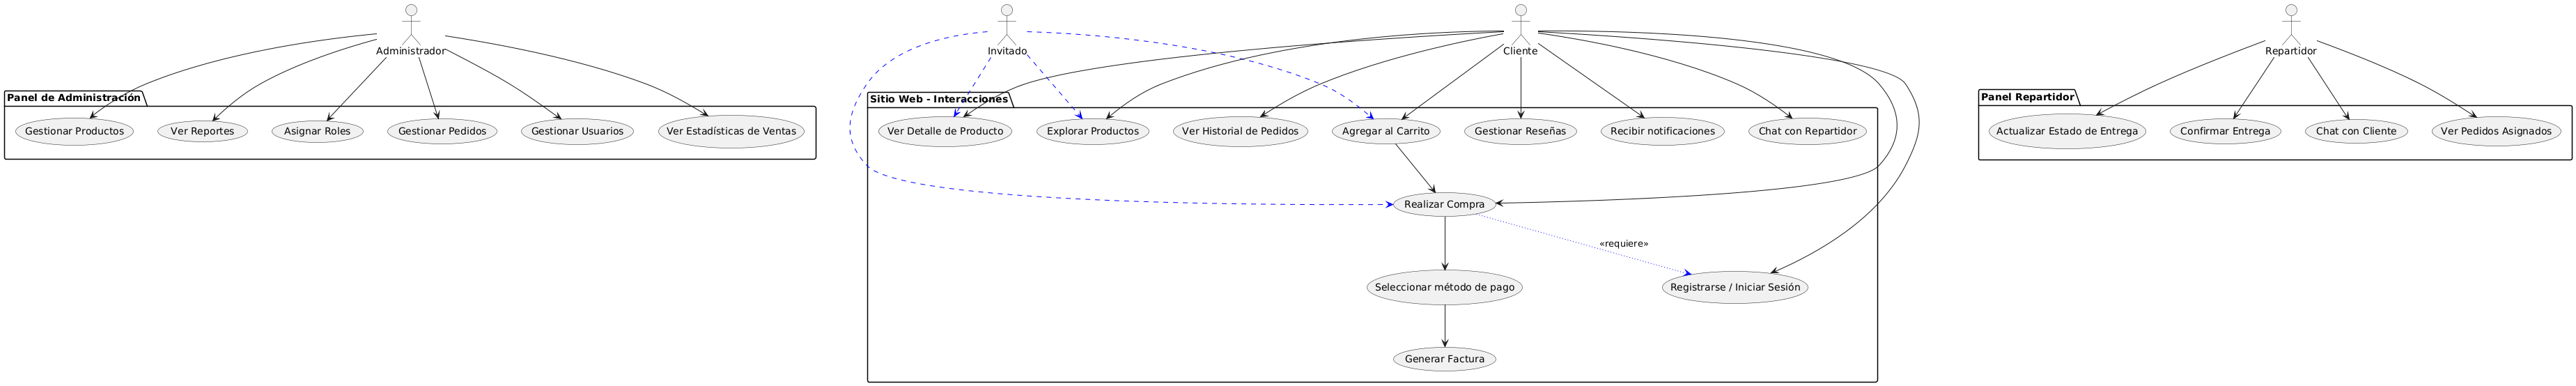 Administrador
Panel de Administración
Gestionar Productos
Ver Reportes
Asignar Roles
Gestionar Pedidos
Gestionar Usuarios
Ver Estadísticas de Ventas
Invitado
Cliente
Sitio Web - Interacciones
Ver Detalle de Producto
Explorar Productos
Ver Historial de Pedidos
Agregar al Carrito
Gestionar Reseñas
Recibir notificaciones
Chat con Repartidor
Realizar Compra
«requiere»
Seleccionar método de pago
Registrarse / Iniciar Sesión
Generar Factura
Repartidor
Panel Repartidor
Actualizar Estado de Entrega
Confirmar Entrega
Chat con Cliente
Ver Pedidos Asignados